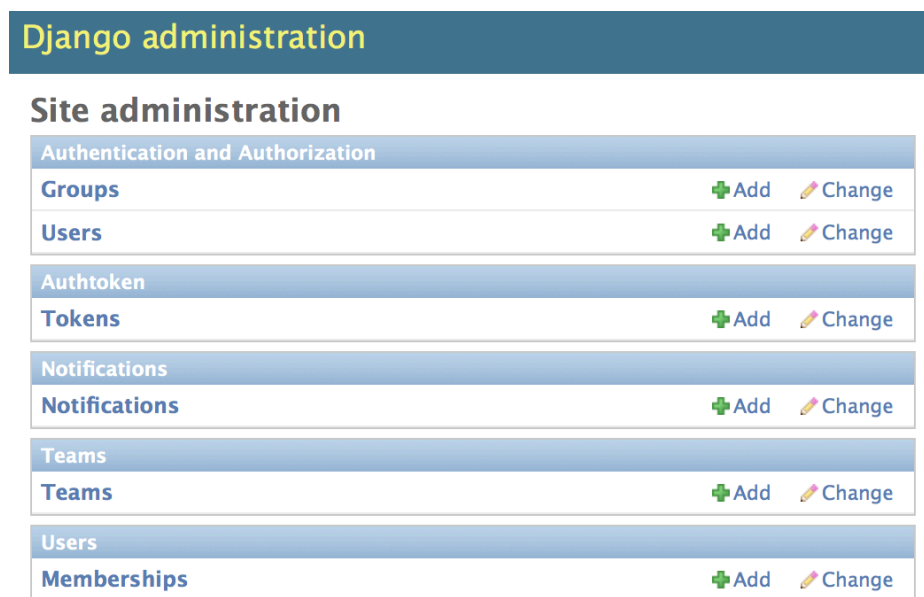 Django administration
Site administration
Authentication and Authorization
Groups Add Change
Users Add Change
Authtoken
Tokens Add Change
Notifications
Notifications Add Change
Teams
Teams Add Change
Users
Memberships Add Change